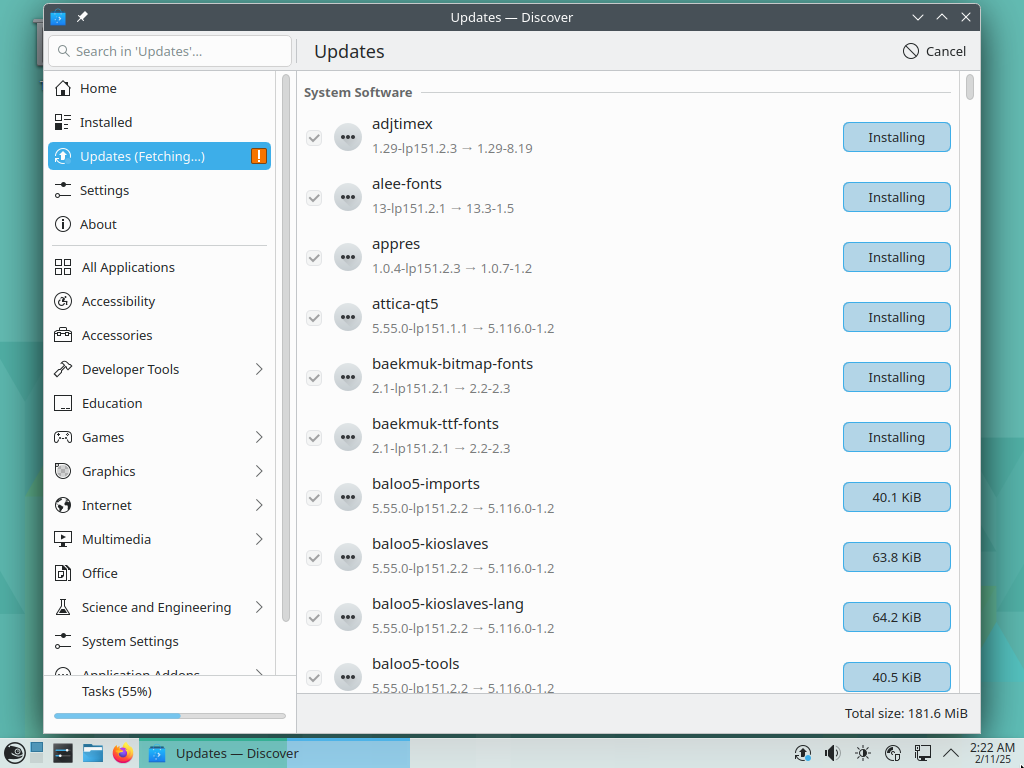 Updates — Discover
Search in 'Updates'...
Updates
Cancel
Home
Installed
Updates (Fetching...)
Settings
About
All Applications
Accessibility
Accessories
Developer Tools
Education
Games
Graphics
Internet
Multimedia
Office
Science and Engineering
System Settings
Application Addons
Tasks (55%)
System Software
adjtimex
1.29-lp151.2.3 → 1.29-8.19
Installing
alee-fonts
13-lp151.2.1 → 13.3-1.5
Installing
appres
1.0.4-lp151.2.3 → 1.0.7-1.2
Installing
attica-qt5
5.55.0-lp151.1.1 → 5.116.0-1.2
Installing
baekmuk-bitmap-fonts
2.1-lp151.2.1 → 2.2-2.3
Installing
baekmuk-ttf-fonts
2.1-lp151.2.1 → 2.2-2.3
Installing
baloo5-imports
5.55.0-lp151.2.2 → 5.116.0-1.2
40.1 KiB
baloo5-kioslaves
5.55.0-lp151.2.2 → 5.116.0-1.2
63.8 KiB
baloo5-kioslaves-lang
5.55.0-lp151.2.2 → 5.116.0-1.2
64.2 KiB
baloo5-tools
5.55.0-lp151.2.2 → 5.116.0-1.2
40.5 KiB
Total size: 181.6 MiB
Updates — Discover
2:22 AM
2/11/25